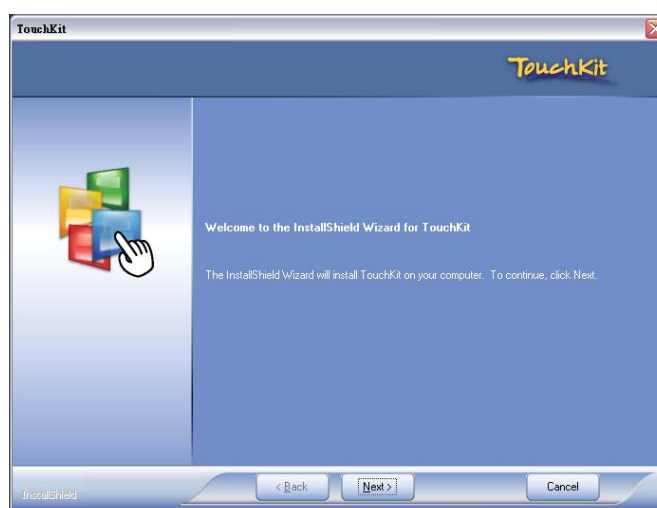 TouchKit
TouchKit
Welcome to the InstallShield Wizard for TouchKit
The InstallShield Wizard will install TouchKit on your computer. To continue, click Next.
InstallShield
< Back
Next >
Cancel